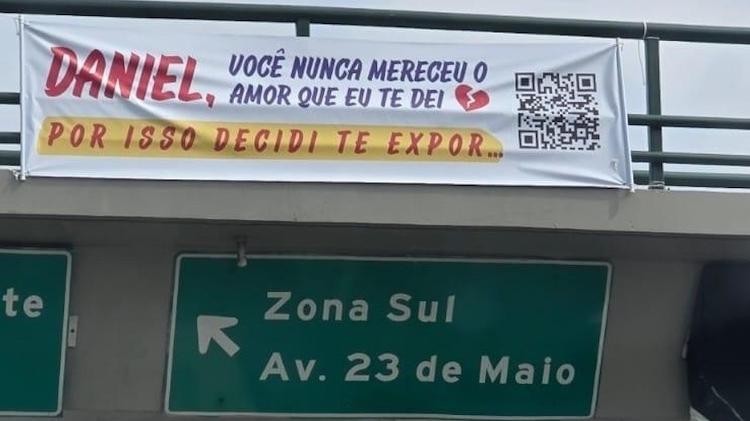 DANIEL, VOCÊ NUNCA MERECEU O
AMOR QUE EU TE DEI
POR ISSO DECIDI TE EXPOR...
te
Zona Sul
Av. 23 de Maio